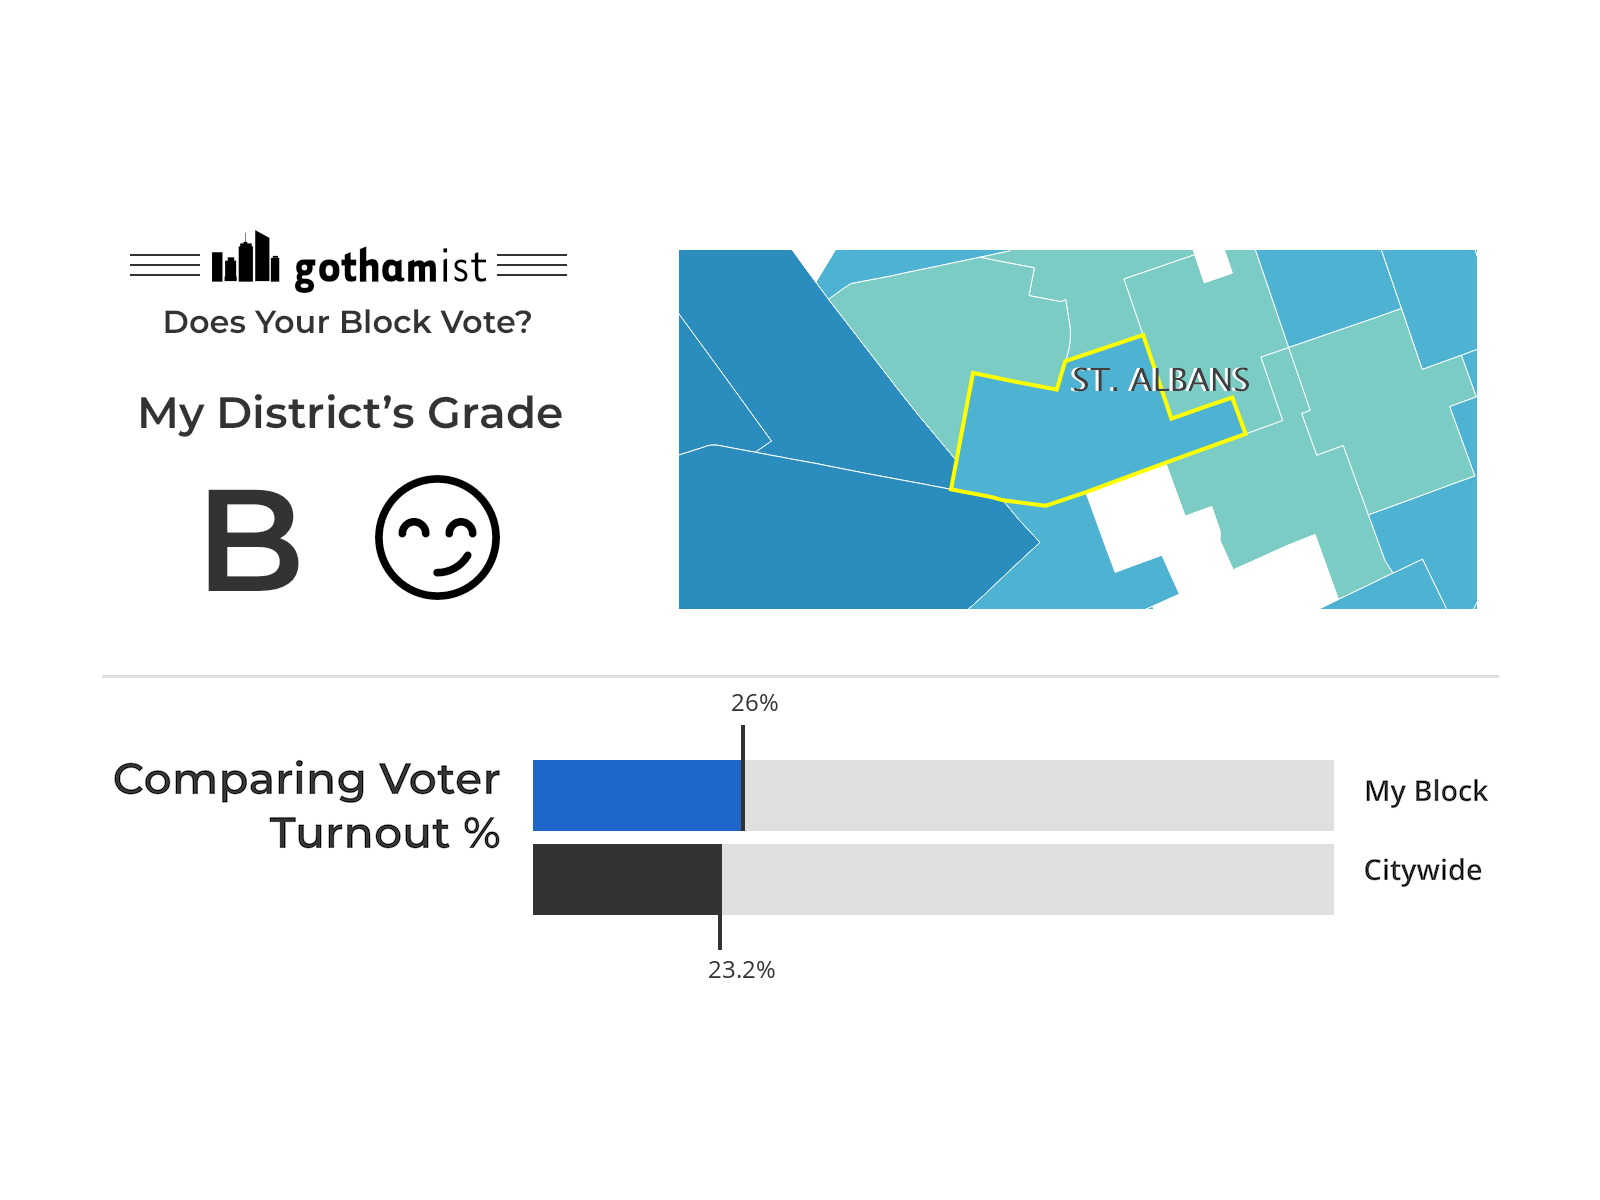 gothamist
Does Your Block Vote?
My District’s Grade
B
ST. ALBANS
26%
Comparing Voter
Turnout %
My Block
Citywide
23.2%